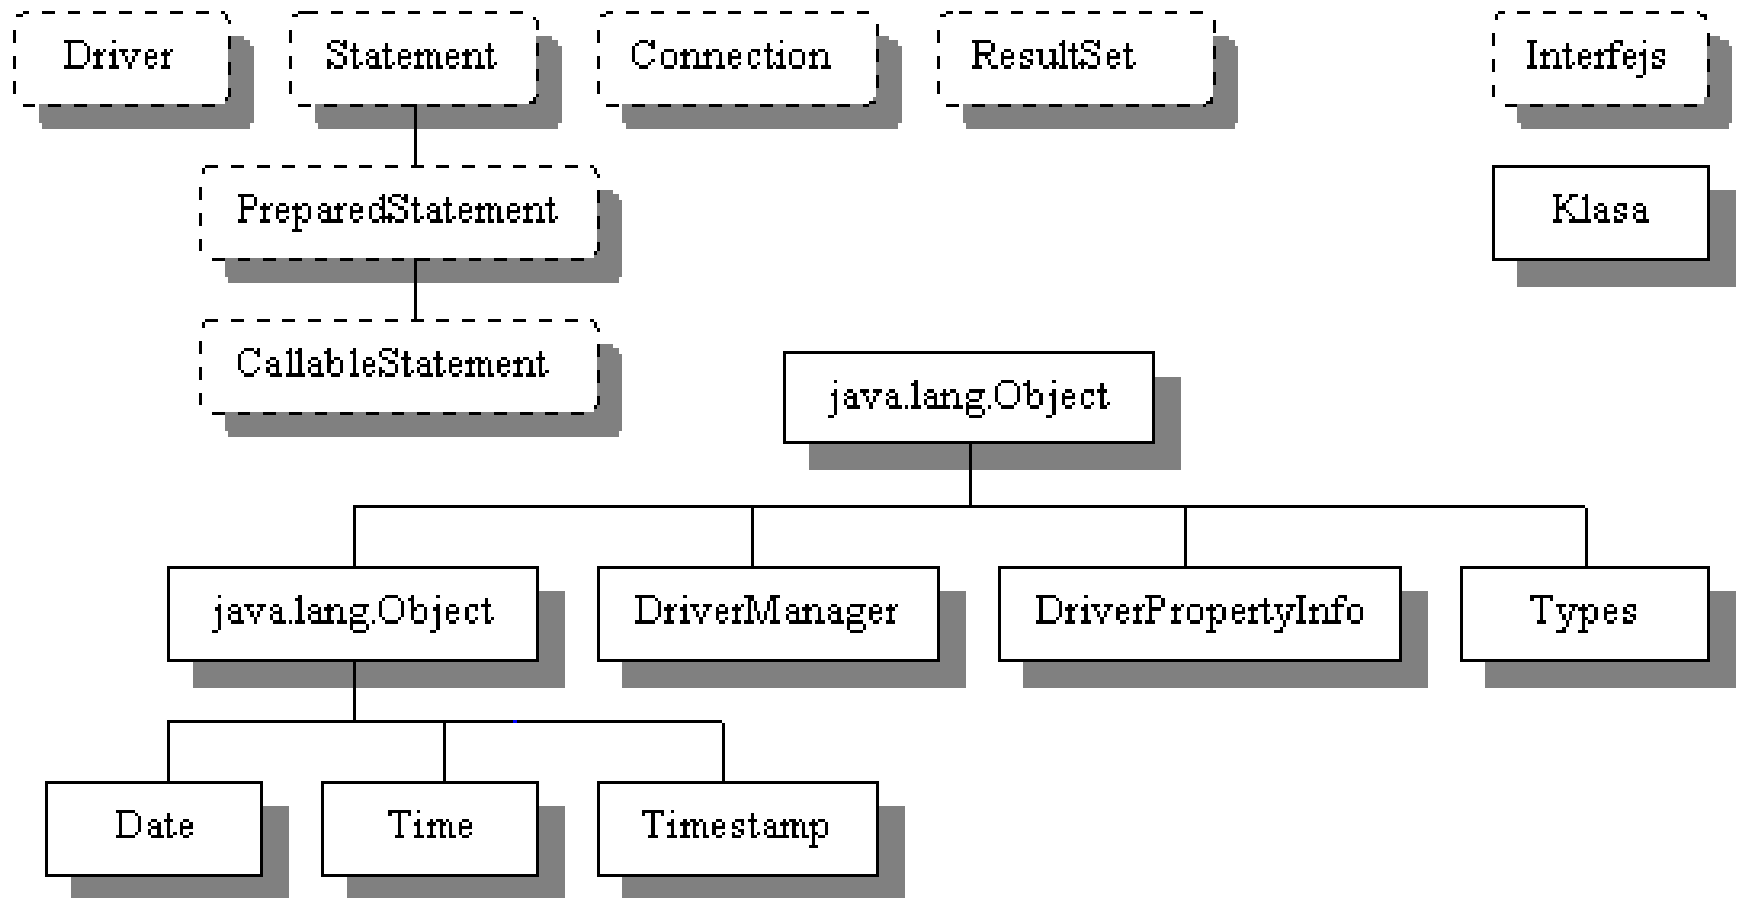 Driver
Statement
Connection
ResultSet
Interfejs
PreparedStatement
Klasa
CallableStatement
java.lang.Object
java.lang.Object
DriverManager
DriverPropertyInfo
Types
Date
Time
Timestamp